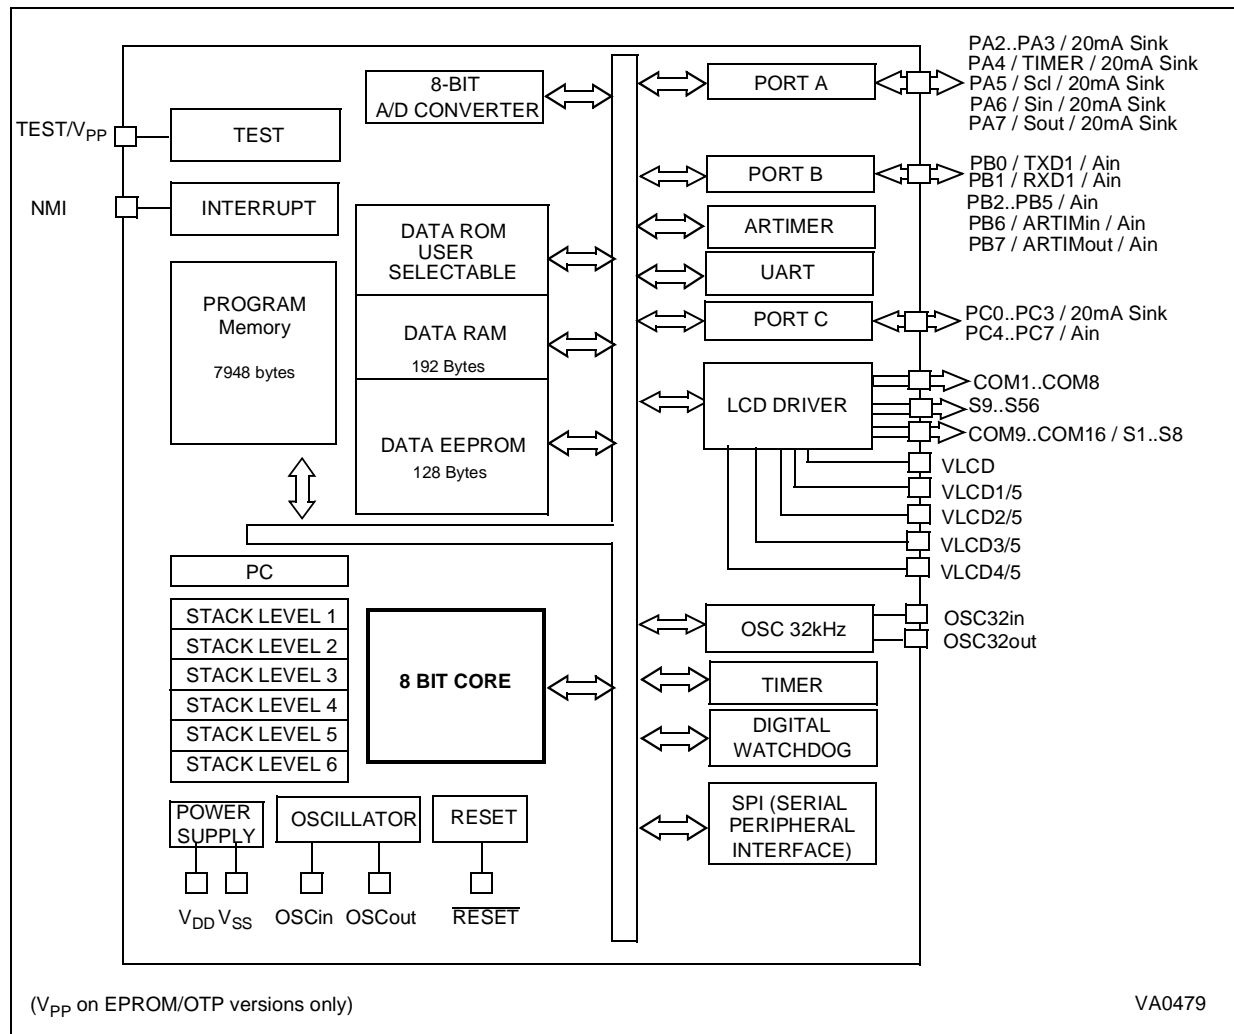 8-BIT
A/D CONVERTER
TEST/VPP
TEST
NMI
INTERRUPT
PROGRAM
Memory
7948 bytes
DATA ROM
USER
SELECTABLE
DATA RAM
192 Bytes
DATA EEPROM
128 Bytes
PC
STACK LEVEL 1
STACK LEVEL 2
STACK LEVEL 3
STACK LEVEL 4
STACK LEVEL 5
STACK LEVEL 6
8 BIT CORE
POWER
SUPPLY
OSCILLATOR
RESET
VDD VSS
OSCin OSCout
RESET
PORT A
PA2..PA3 / 20mA Sink
PA4 / TIMER / 20mA Sink
PA5 / Scl / 20mA Sink
PA6 / Sin / 20mA Sink
PA7 / Sout / 20mA Sink
PORT B
PB0 / TXD1 / Ain
PB1 / RXD1 / Ain
PB2..PB5 / Ain
PB6 / ARTIMin / Ain
PB7 / ARTIMout / Ain
ARTIMER
UART
PORT C
PC0..PC3 / 20mA Sink
PC4..PC7 / Ain
LCD DRIVER
COM1..COM8
S9..S56
COM9..COM16 / S1..S8
VLCD
VLCD1/5
VLCD2/5
VLCD3/5
VLCD4/5
OSC 32kHz
OSC32in
OSC32out
TIMER
DIGITAL
WATCHDOG
SPI (SERIAL
PERIPHERAL
INTERFACE)
(VPP on EPROM/OTP versions only)
VA0479